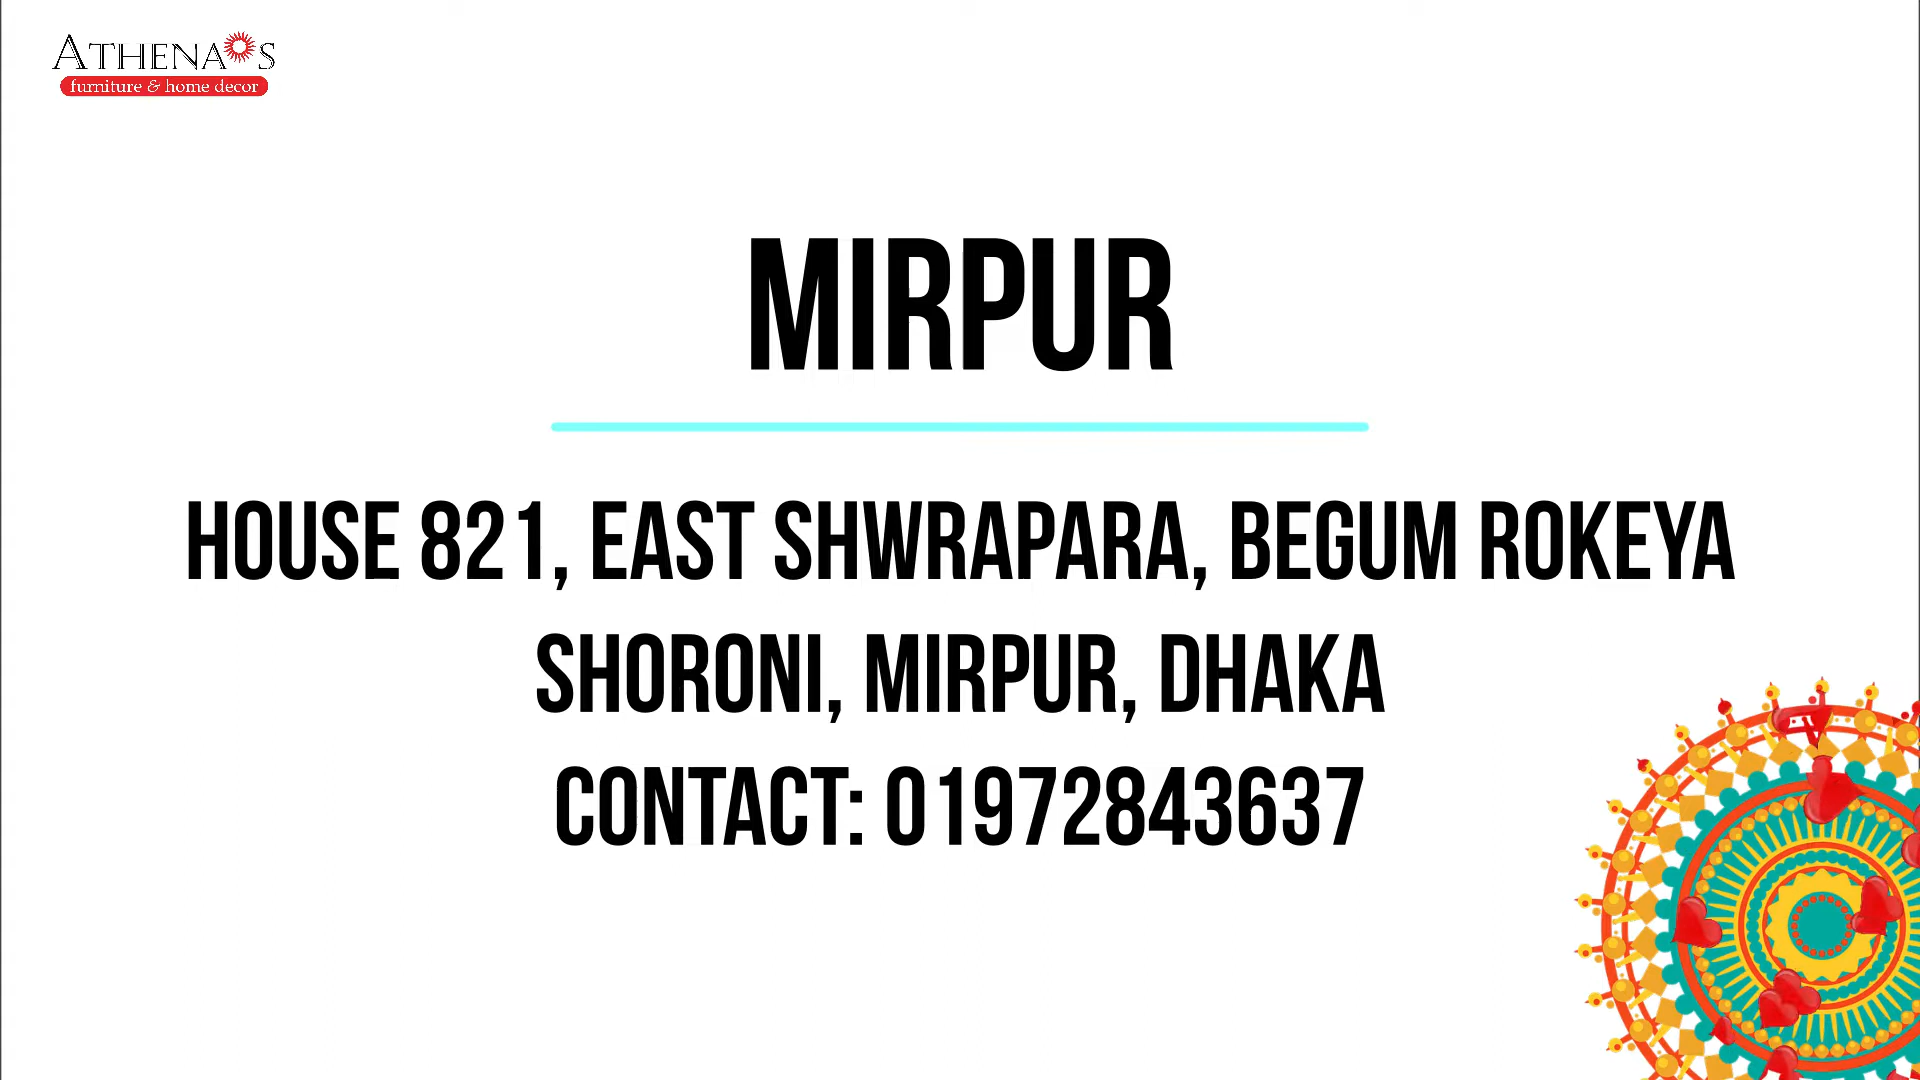 ATHENA'S
furniture & home decor
MIRPUR
HOUSE 821, EAST SHWRAPARA, BEGUM ROKEYA
SHORONI, MIRPUR, DHAKA
CONTACT: 01972843637